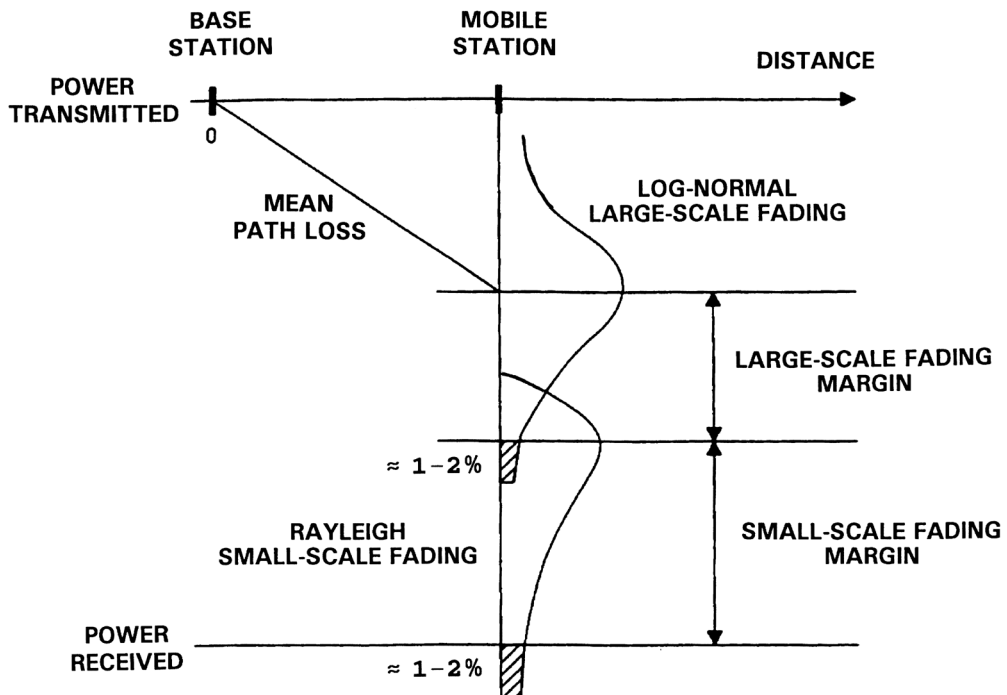 BASE
STATION
MOBILE
STATION
DISTANCE
POWER
TRANSMITTED
0
MEAN
PATH LOSS
LOG-NORMAL
LARGE-SCALE FADING
LARGE-SCALE FADING
MARGIN
≈ 1-2%
RAYLEIGH
SMALL-SCALE FADING
SMALL-SCALE FADING
MARGIN
POWER
RECEIVED
≈ 1-2%